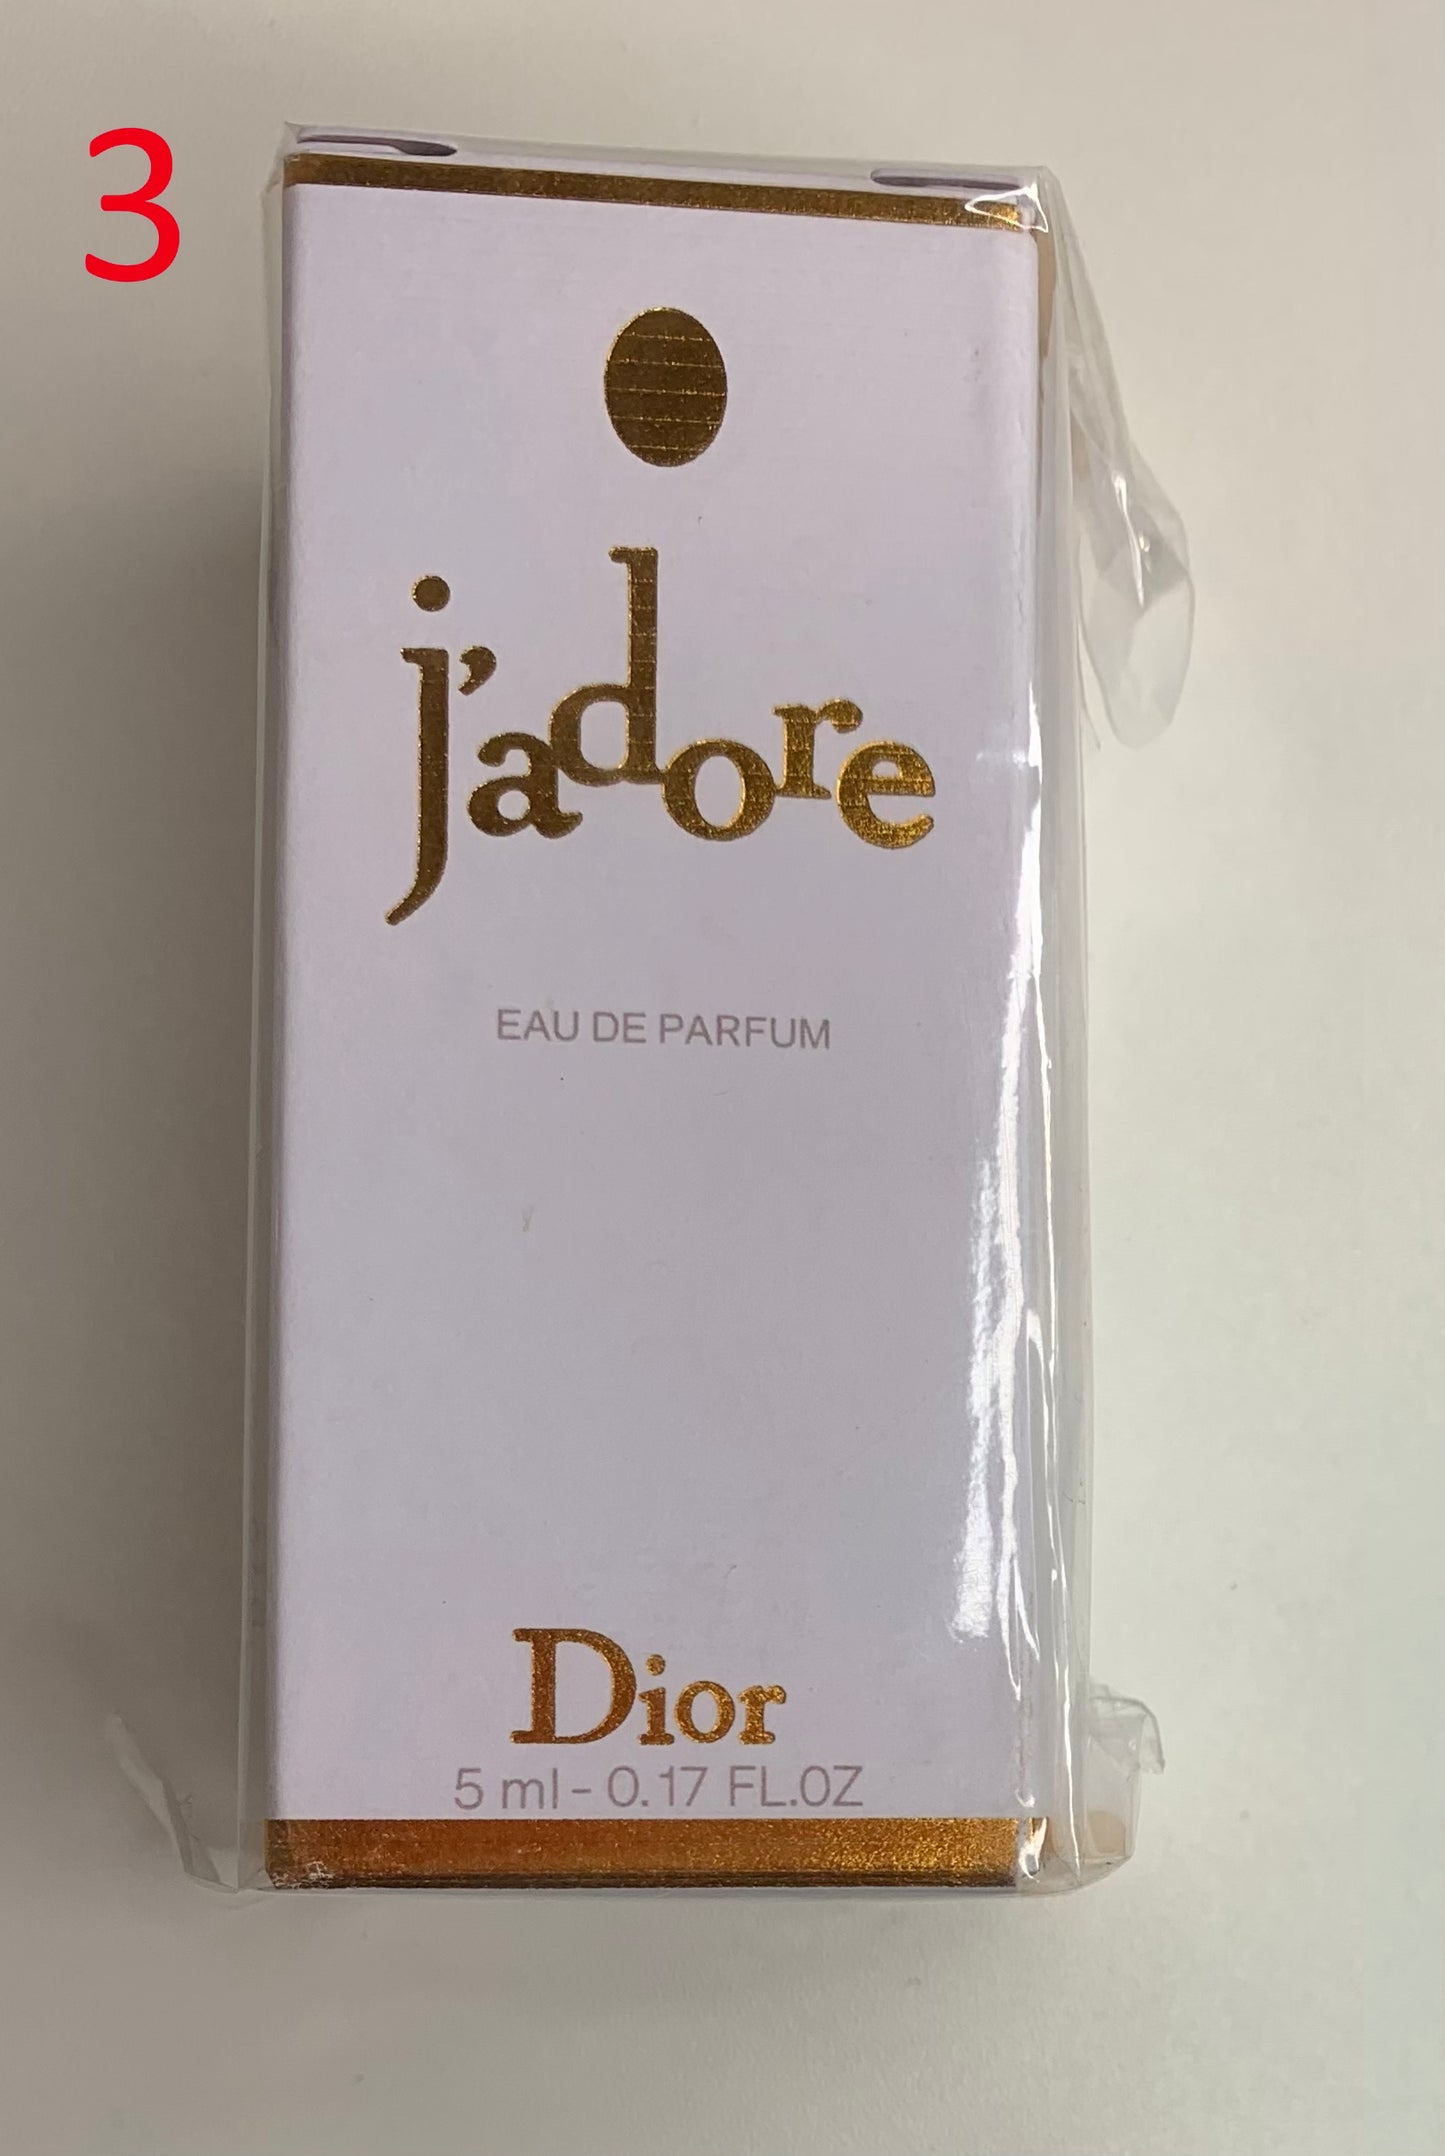 3
j'adore
EAU DE PARFUM
Dior
5 ml - 0.17 FL.OZ